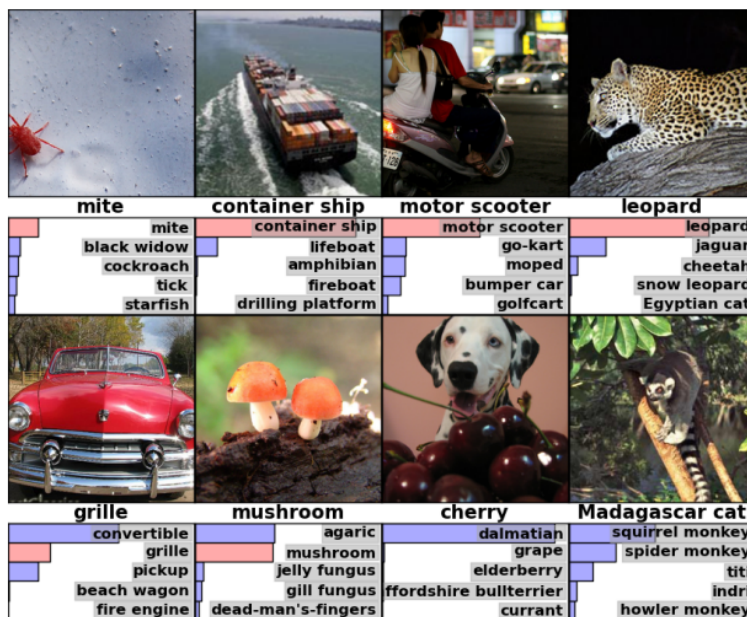 mite
container ship
motor scooter
leopard
mite
black widow
cockroach
tick
starfish
container ship
lifeboat
amphibian
fireboat
drilling platform
motor scooter
go-kart
moped
bumper car
golfcart
leopard
jaguar
cheetah
snow leopard
Egyptian cat
grille
mushroom
cherry
Madagascar cat
convertible
grille
pickup
beach wagon
fire engine
agaric
mushroom
jelly fungus
gill fungus
dead-man's-fingers
dalmatian
grape
elderberry
ffordshire bullterrier
currant
squirrel monkey
spider monkey
titi
indri
howler monkey